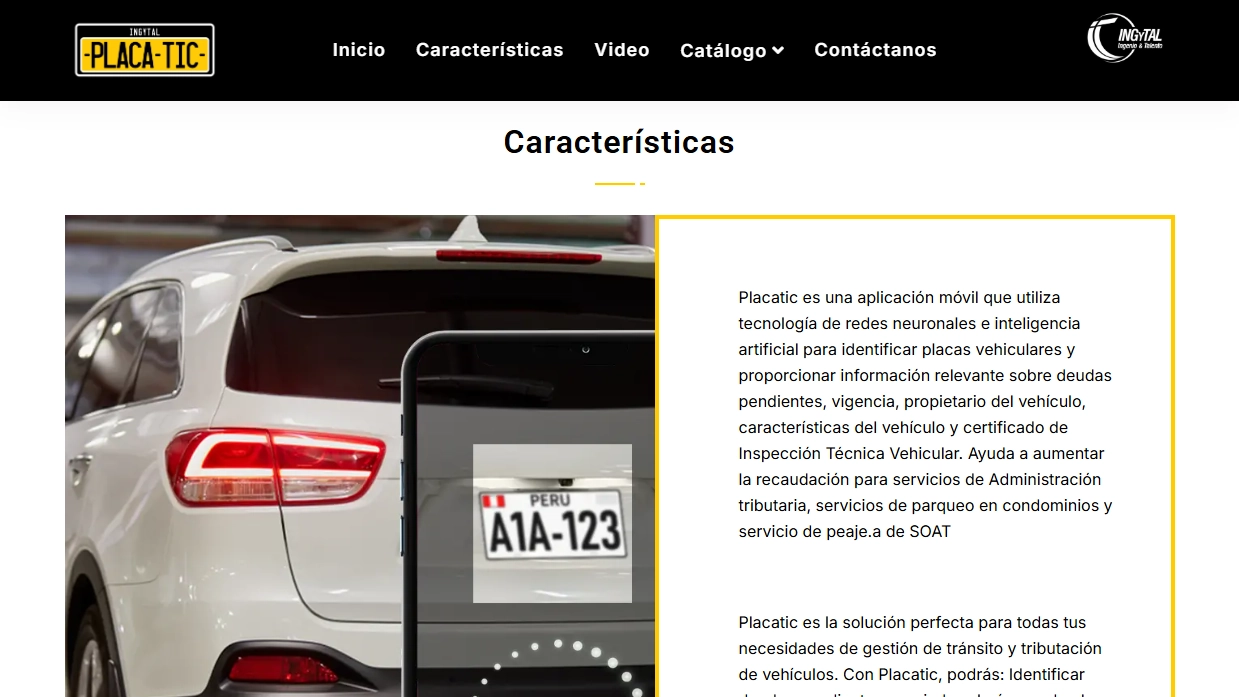 INGYTAL
-PLACA-TIC-
Inicio
Características
Video
Catálogo
Contáctanos
INGYTAL
Ingenio & Talento
Características
PERU
A1A-123
Placatic es una aplicación móvil que utiliza
tecnología de redes neuronales e inteligencia
artificial para identificar placas vehiculares y
proporcionar información relevante sobre deudas
pendientes, vigencia, propietario del vehículo,
características del vehículo y certificado de
Inspección Técnica Vehicular. Ayuda a aumentar
la recaudación para servicios de Administración
tributaria, servicios de parqueo en condominios y
servicio de peaje.a de SOAT
Placatic es la solución perfecta para todas tus
necesidades de gestión de tránsito y tributación
de vehículos. Con Placatic, podrás: Identificar